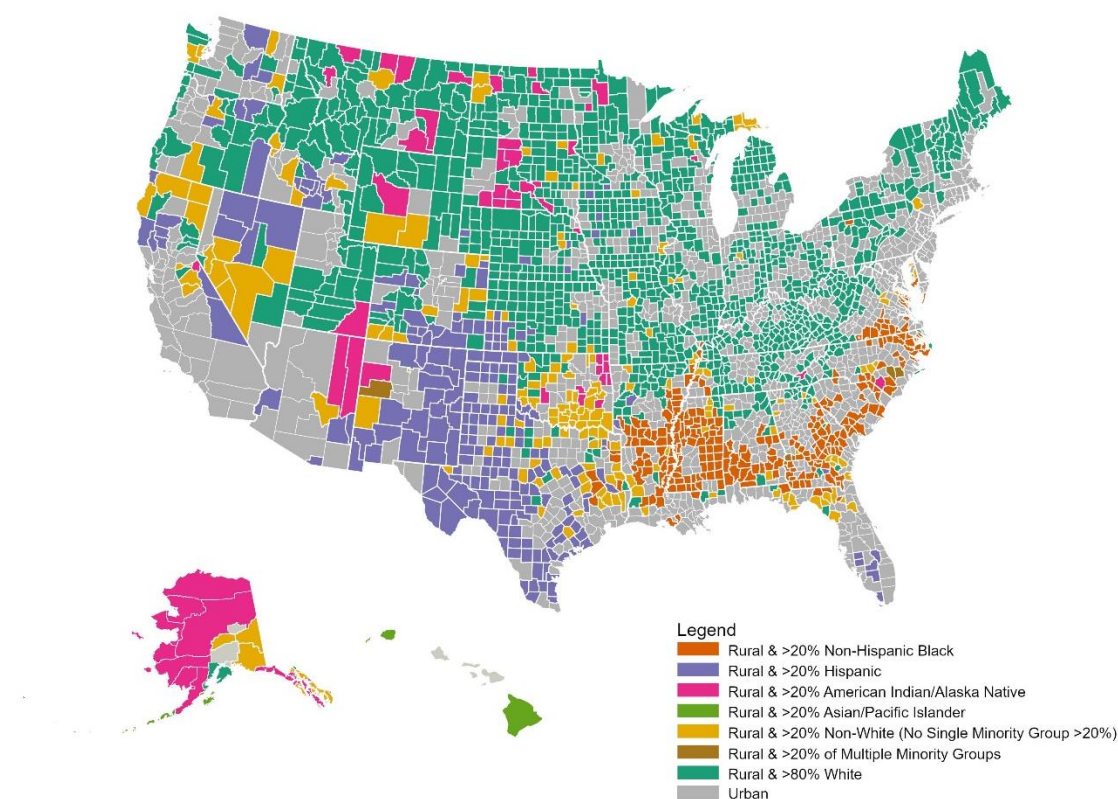 Legend
Rural & >20% Non-Hispanic Black
Rural & >20% Hispanic
Rural & >20% American Indian/Alaska Native
Rural & >20% Asian/Pacific Islander
Rural & >20% Non-White (No Single Minority Group >20%)
Rural & >20% of Multiple Minority Groups
Rural & >80% White
Urban